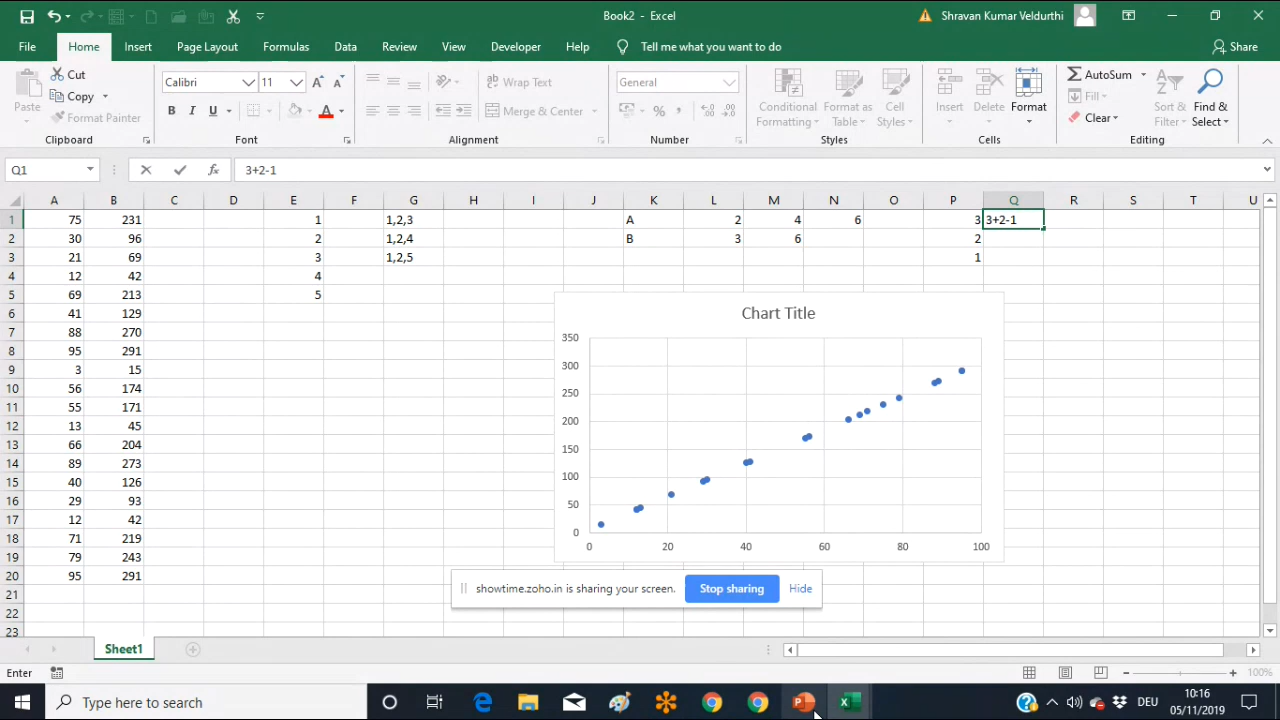 Book2 - Excel
Shravan Kumar Veldurthi
File Home Insert Page Layout Formulas Data Review View Developer Help Tell me what you want to do Share
Cut
Copy
Format Painter
Paste
Clipboard
Calibri 11
B I U
Font
Wrap Text
Merge & Center
Alignment
General
Number
Conditional Formatting
Format as Table
Cell Styles
Styles
Insert Delete Format
Cells
AutoSum
Fill
Clear
Sort & Filter
Find & Select
Editing
Q1 fx 3+2-1
A B C D E F G H I J K L M N O P Q R S T U
1 75 231 1 1,2,3 A 2 4 6 3 3+2-1
2 30 96 2 1,2,4 B 3 6 2
3 21 69 3 1,2,5 1
4 12 42 4
5 69 213 5
6 41 129
7 88 270
8 95 291
9 3 15
10 56 174
11 55 171
12 13 45
13 66 204
14 89 273
15 40 126
16 29 93
17 12 42
18 71 219
19 79 243
20 95 291
21
22
23
Chart Title
350
300
250
200
150
100
50
0
0 20 40 60 80 100
showtime.zoho.in is sharing your screen. Stop sharing Hide
Sheet1
Enter 100%
Type here to search
DEU
10:16
05/11/2019